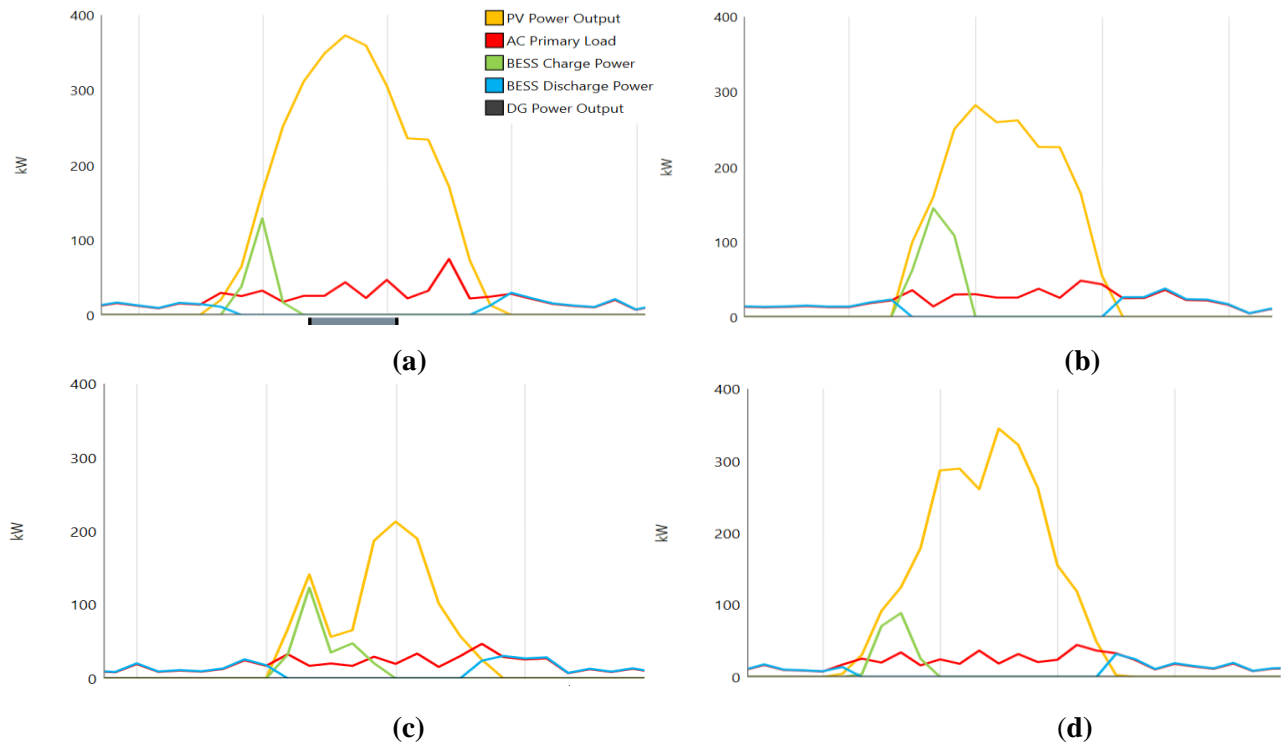 400
300
200
100
0
kW
PV Power Output
AC Primary Load
BESS Charge Power
BESS Discharge Power
DG Power Output
(a)
400
300
200
100
0
kW
(b)
400
300
200
100
0
kW
(c)
400
300
200
100
0
kW
(d)